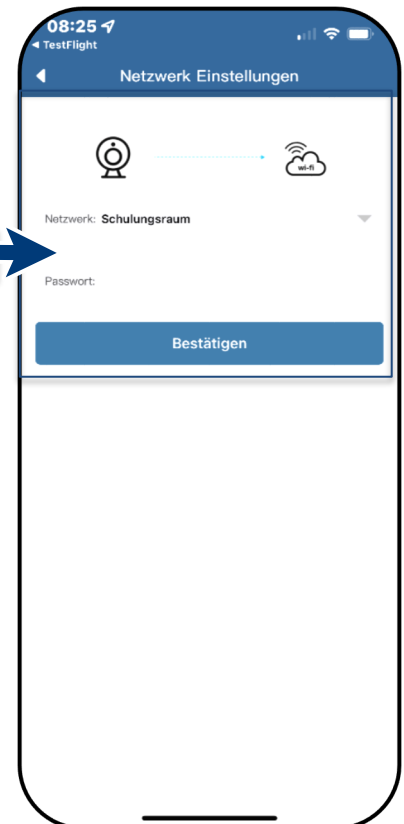 08:25
◀ TestFlight
Netzwerk Einstellungen
wi-fi
Netzwerk: Schulungsraum
Passwort:
Bestätigen